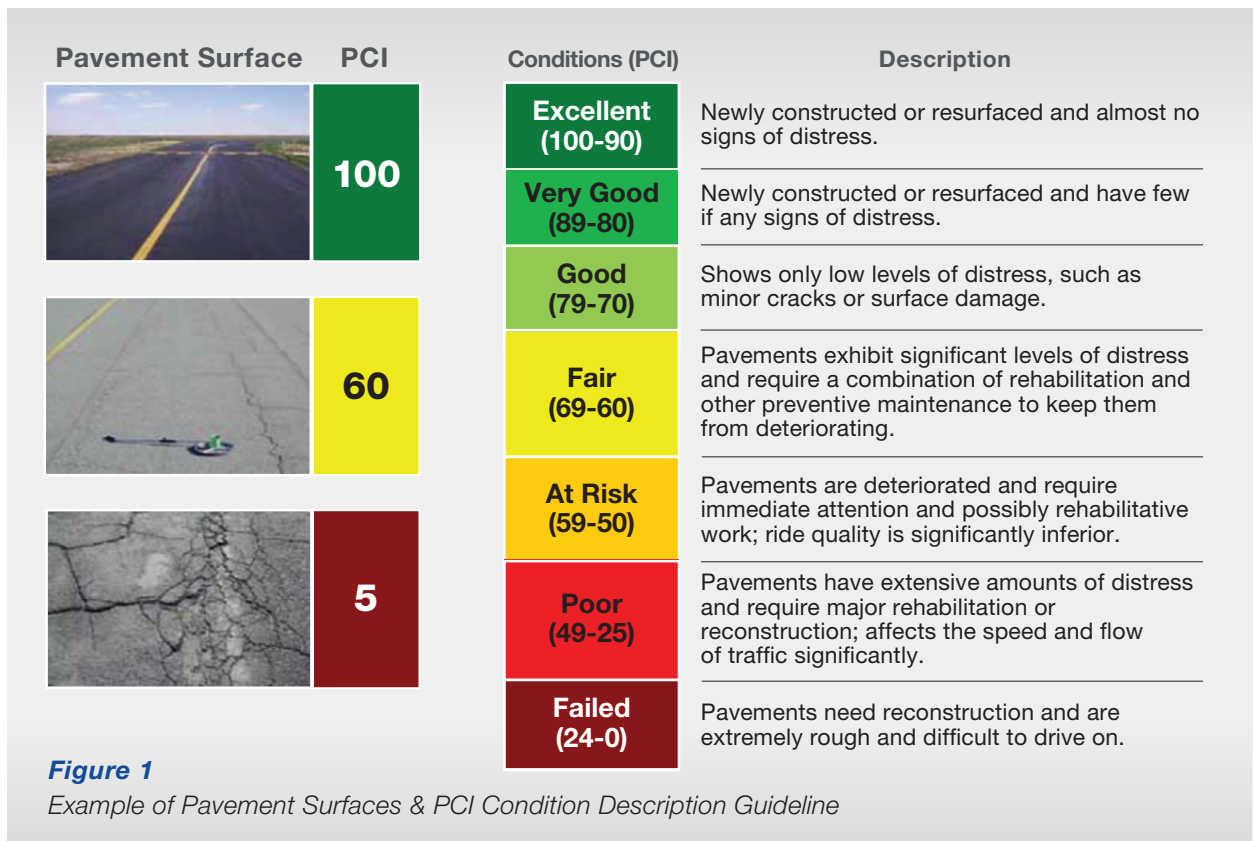 Pavement Surface PCI
100
60
5
Conditions (PCI) Description
Excellent
(100-90)
Newly constructed or resurfaced and almost no
signs of distress.
Very Good
(89-80)
Newly constructed or resurfaced and have few
if any signs of distress.
Good
(79-70)
Shows only low levels of distress, such as
minor cracks or surface damage.
Fair
(69-60)
Pavements exhibit significant levels of distress
and require a combination of rehabilitation and
other preventive maintenance to keep them
from deteriorating.
At Risk
(59-50)
Pavements are deteriorated and require
immediate attention and possibly rehabilitative
work; ride quality is significantly inferior.
Poor
(49-25)
Pavements have extensive amounts of distress
and require major rehabilitation or
reconstruction; affects the speed and flow
of traffic significantly.
Failed
(24-0)
Pavements need reconstruction and are
extremely rough and difficult to drive on.
Figure 1
Example of Pavement Surfaces & PCI Condition Description Guideline